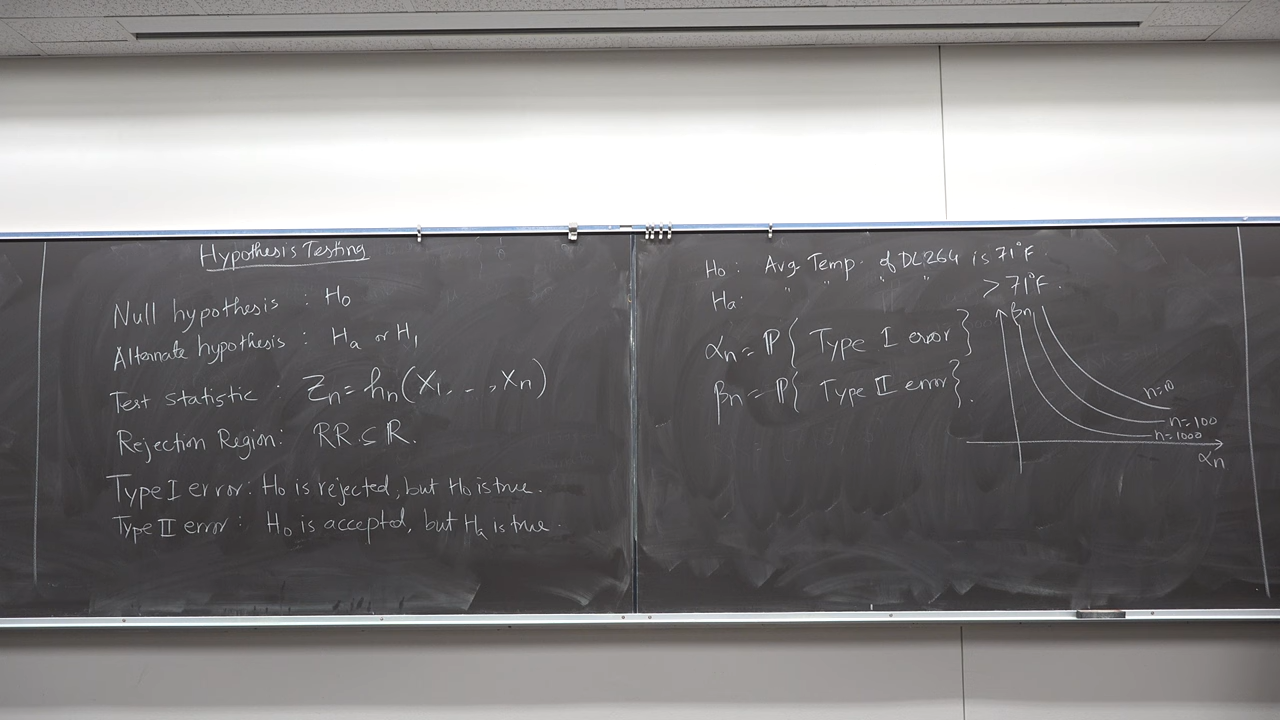 Hypothesis Testing
Null hypothesis : H₀
Alternate hypothesis : Hₐ or H₁
Test statistic : Zₙ = hₙ(X₁, . . , Xₙ)
Rejection Region: RR ⊆ ℝ.
Type I error: H₀ is rejected, but H₀ is true.
Type II error: H₀ is accepted, but Hₐ is true.
H₀ : Avg Temp. of DL264 is 71°F.
Hₐ: " " " " > 71°F.
αₙ = ℙ{ Type I error }
βₙ = ℙ{ Type II error }.
βₙ
n=10
n=100
n=1000
αₙ